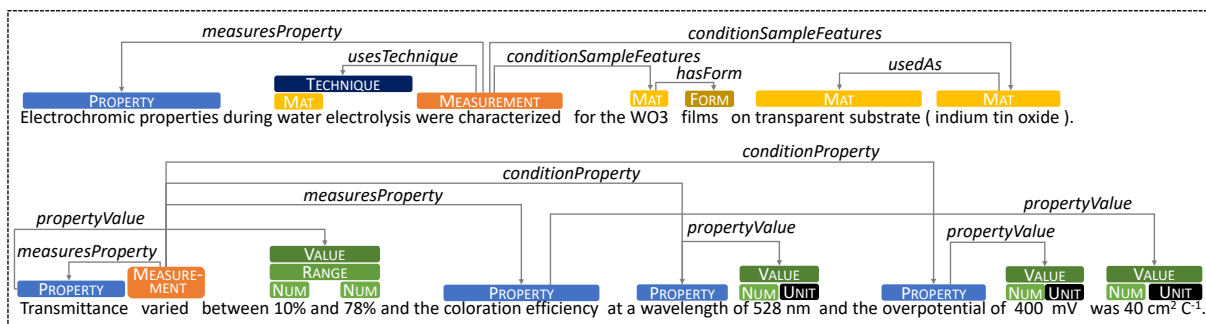 measuresProperty conditionSampleFeatures
usesTechnique conditionSampleFeatures usedAs
hasForm
TECHNIQUE
PROPERTY MAT MEASUREMENT MAT FORM MAT MAT
Electrochromic properties during water electrolysis were characterized for the WO3 films on transparent substrate ( indium tin oxide ).
conditionProperty
conditionProperty
measuresProperty
propertyValue propertyValue
propertyValue propertyValue
measuresProperty
VALUE
RANGE VALUE VALUE VALUE
PROPERTY MEASURE-MENT NUM NUM PROPERTY PROPERTY NUM UNIT PROPERTY NUM UNIT NUM UNIT
Transmittance varied between 10% and 78% and the coloration efficiency at a wavelength of 528 nm and the overpotential of 400 mV was 40 cm² C⁻¹.